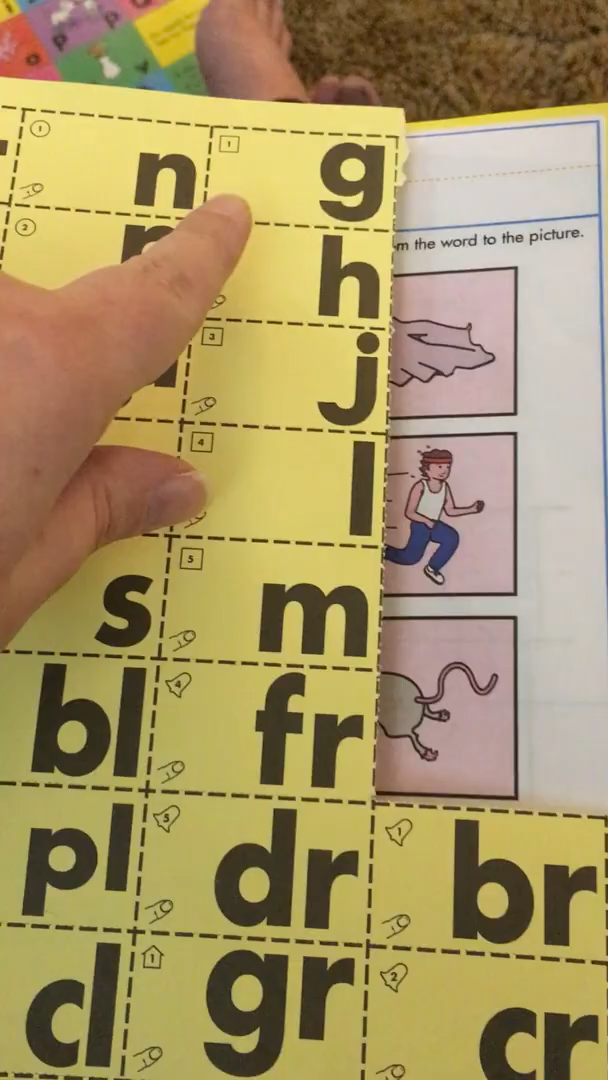 1 n 1 g
2 h
m the word to the picture.
3 j
4 l
s 5 m
bl 4 fr
pl 5 dr 1 br
cl 1 gr 2 cr